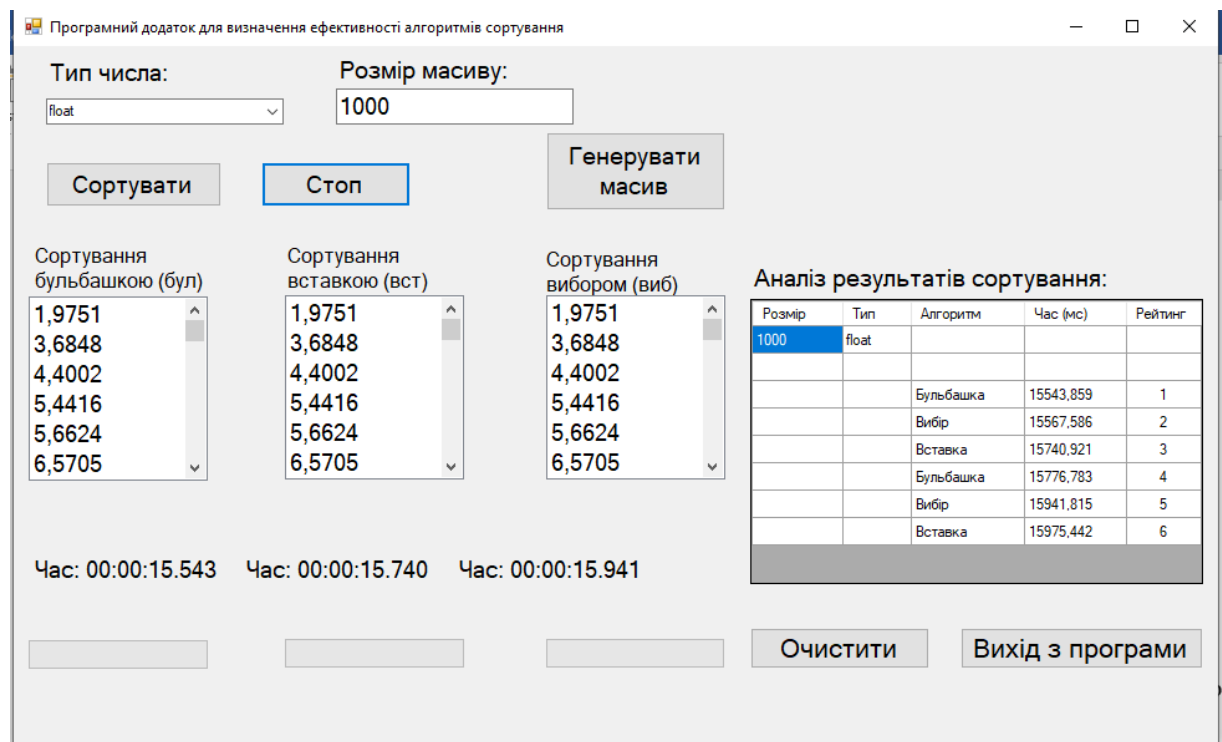 Програмний додаток для визначення ефективності алгоритмів сортування
Тип числа:
Розмір масиву:
float
1000
Сортувати
Стоп
Генерувати
масив
Сортування
бульбашкою (бул)
1,9751
3,6848
4,4002
5,4416
5,6624
6,5705
Сортування
вставкою (вст)
1,9751
3,6848
4,4002
5,4416
5,6624
6,5705
Сортування
вибором (виб)
1,9751
3,6848
4,4002
5,4416
5,6624
6,5705
Аналіз результатів сортування:
Розмір Тип Алгоритм Час (мс) Рейтинг
1000 float
Бульбашка 15543,859 1
Вибір 15567,586 2
Вставка 15740,921 3
Бульбашка 15776,783 4
Вибір 15941,815 5
Вставка 15975,442 6
Час: 00:00:15.543 Час: 00:00:15.740 Час: 00:00:15.941
Очистити
Вихід з програми